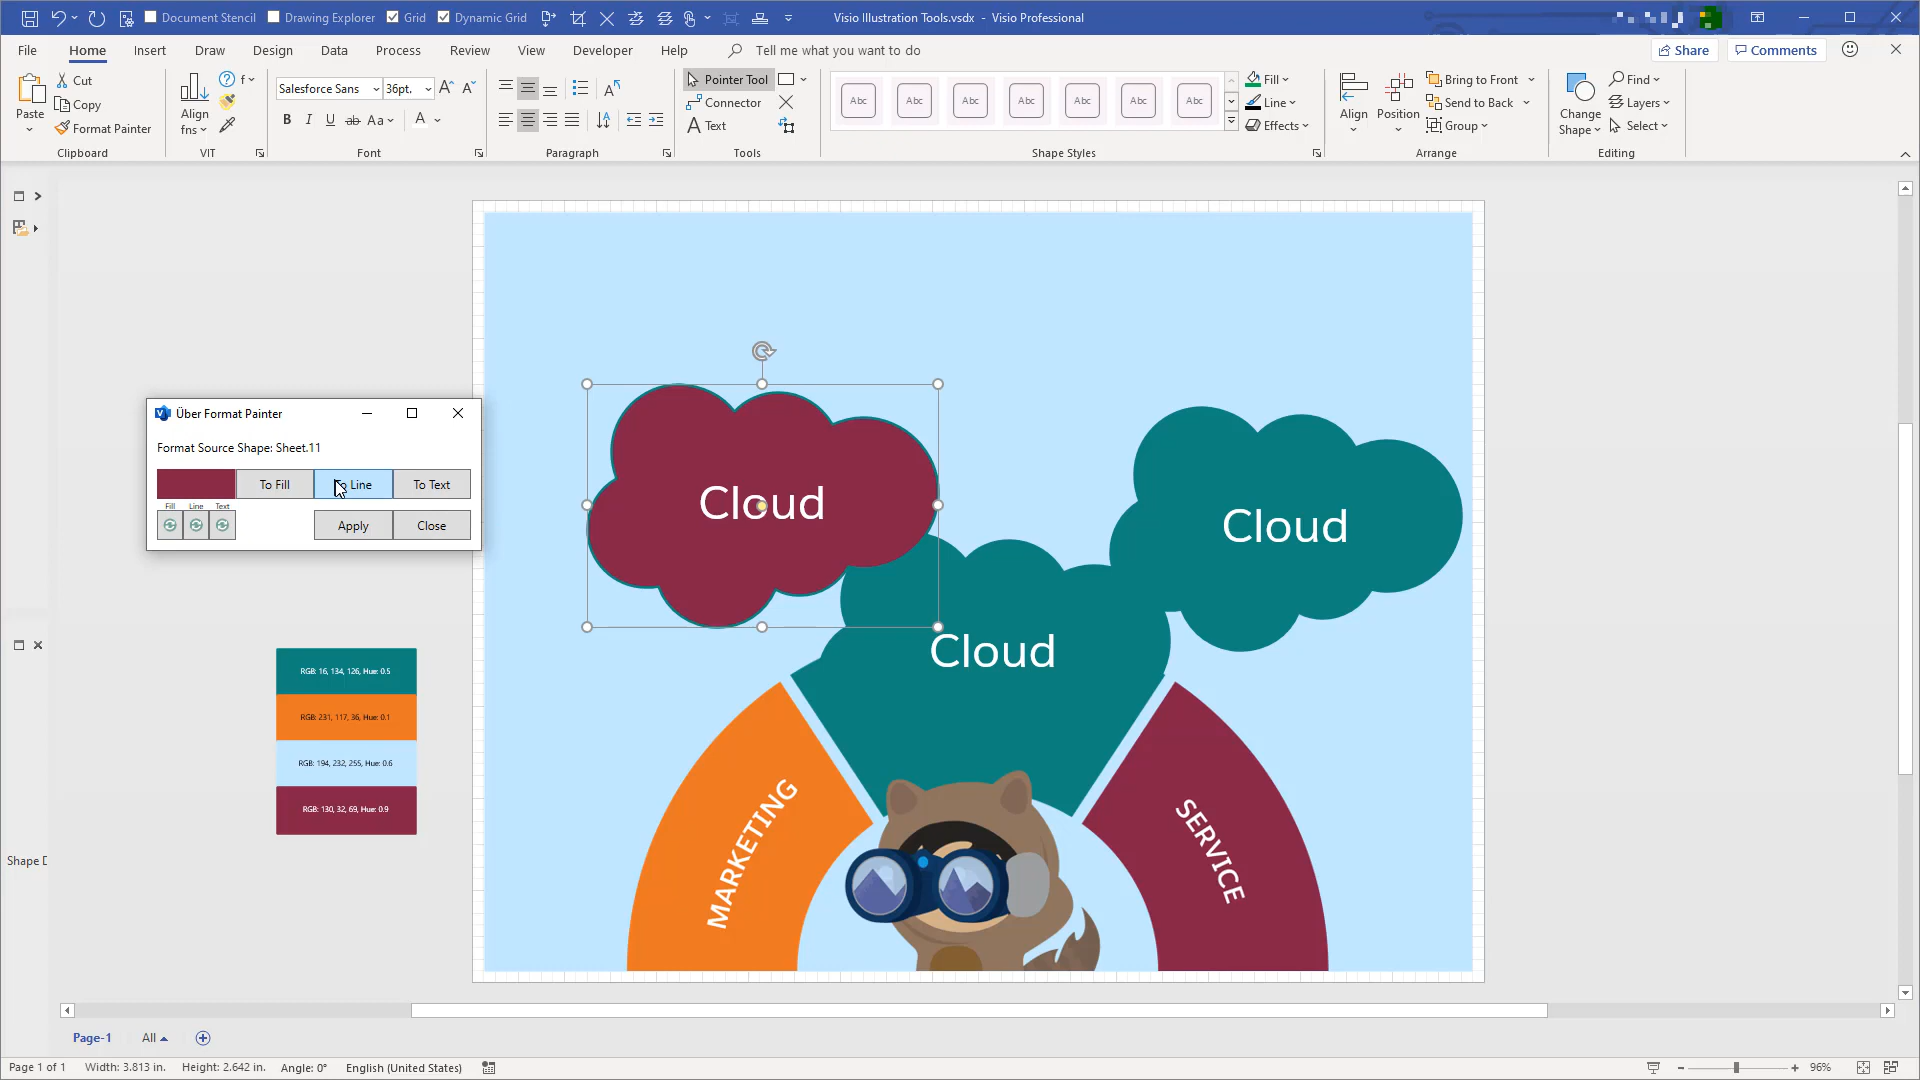 Document Stencil Drawing Explorer Grid Dynamic Grid Visio Illustration Tools.vsdx - Visio Professional
File Home Insert Draw Design Data Process Review View Developer Help Tell me what you want to do Share Comments
Paste
Cut
Copy
Format Painter
Clipboard
Align
fns
f
VIT
Salesforce Sans 36pt.
B I U ab Aa A
Font
Paragraph
Pointer Tool
Connector
Text
Tools
Abc Abc Abc Abc Abc Abc Abc
Shape Styles
Fill
Line
Effects
Align
Position
Bring to Front
Send to Back
Group
Arrange
Change
Shape
Find
Layers
Select
Editing
Über Format Painter
Format Source Shape: Sheet.11
To Fill To Line To Text
Fill Line Text
Apply Close
Cloud
Cloud
Cloud
RGB: 16, 134, 126, Hue: 0.5
RGB: 231, 117, 36, Hue: 0.1
RGB: 194, 232, 255, Hue: 0.6
RGB: 130, 32, 69, Hue: 0.9
MARKETING
SERVICE
Shape D
Page-1 All
Page 1 of 1 Width: 3.813 in. Height: 2.642 in. Angle: 0° English (United States) 96%